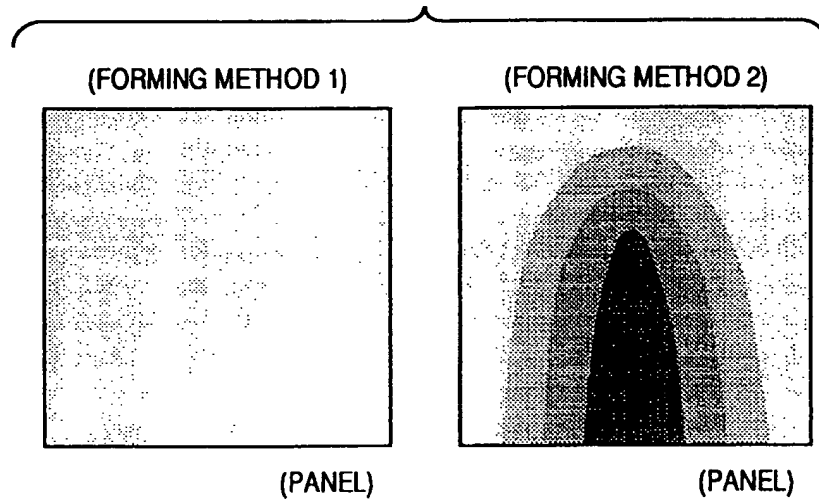 (FORMING METHOD 1) (FORMING METHOD 2)
(PANEL) (PANEL)